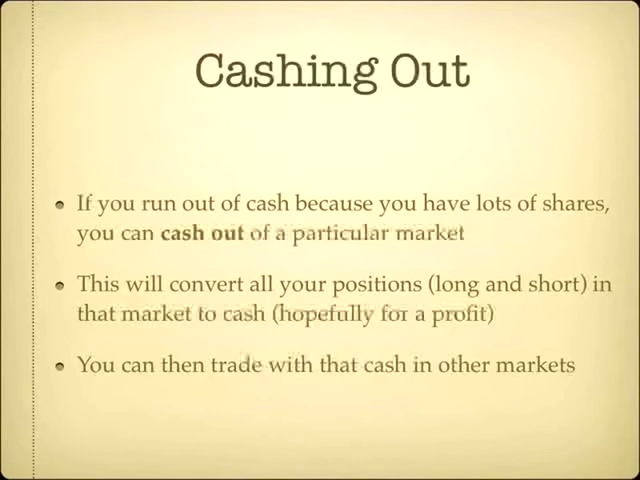 Cashing Out
• If you run out of cash because you have lots of shares,
you can cash out of a particular market
• This will convert all your positions (long and short) in
that market to cash (hopefully for a profit)
• You can then trade with that cash in other markets